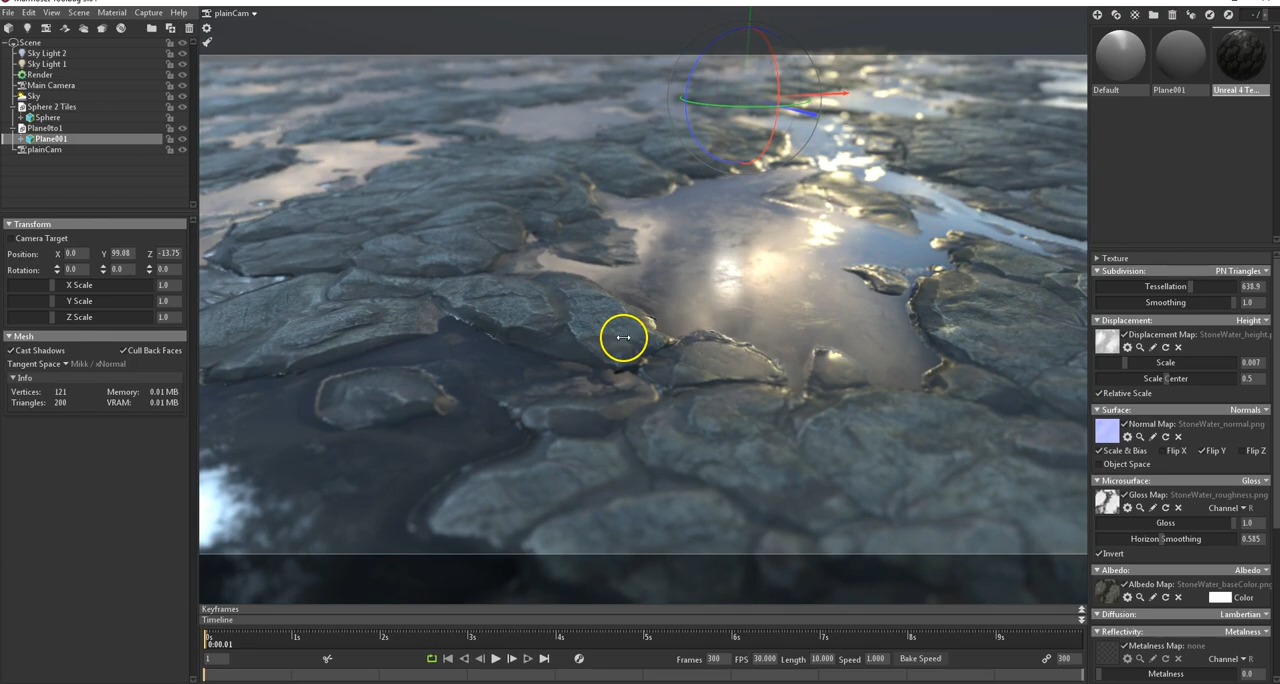 File Edit View Scene Material Capture Help
plainCam
Scene
Sky Light 2
Sky Light 1
Render
Main Camera
Sky
Sphere 2 Tiles
Sphere
Plane0to1
Plane001
plainCam
Transform
Camera Target
Position: X 0.0 Y 99.08 Z -13.75
Rotation: 0.0 0.0 0.0
X Scale 1.0
Y Scale 1.0
Z Scale 1.0
Mesh
Cast Shadows Cull Back Faces
Tangent Space Mikk / xNormal
Info
Vertices: 121 Memory: 0.01 MB
Triangles: 200 VRAM: 0.01 MB
Keyframes
Timeline
0s 1s 2s 3s 4s 5s 6s 7s 8s 9s
0:00.01
1 Frames 300 FPS 30.000 Length 10.000 Speed 1.000 Bake Speed 300
Default Plane001 Unreal 4 Te...
Texture
Subdivision: PN Triangles
Tessellation 638.9
Smoothing 1.0
Displacement: Height
Displacement Map: StoneWater_height.p
Scale 0.007
Scale Center 0.5
Relative Scale
Surface: Normals
Normal Map: StoneWater_normal.png
Scale & Bias Flip X Flip Y Flip Z
Object Space
Microsurface: Gloss
Gloss Map: StoneWater_roughness.png
Channel R
Gloss 1.0
Horizon Smoothing 0.585
Invert
Albedo: Albedo
Albedo Map: StoneWater_baseColor.png
Color
Diffusion: Lambertian
Reflectivity: Metalness
Metalness Map: none
Channel R
Metalness 0.0